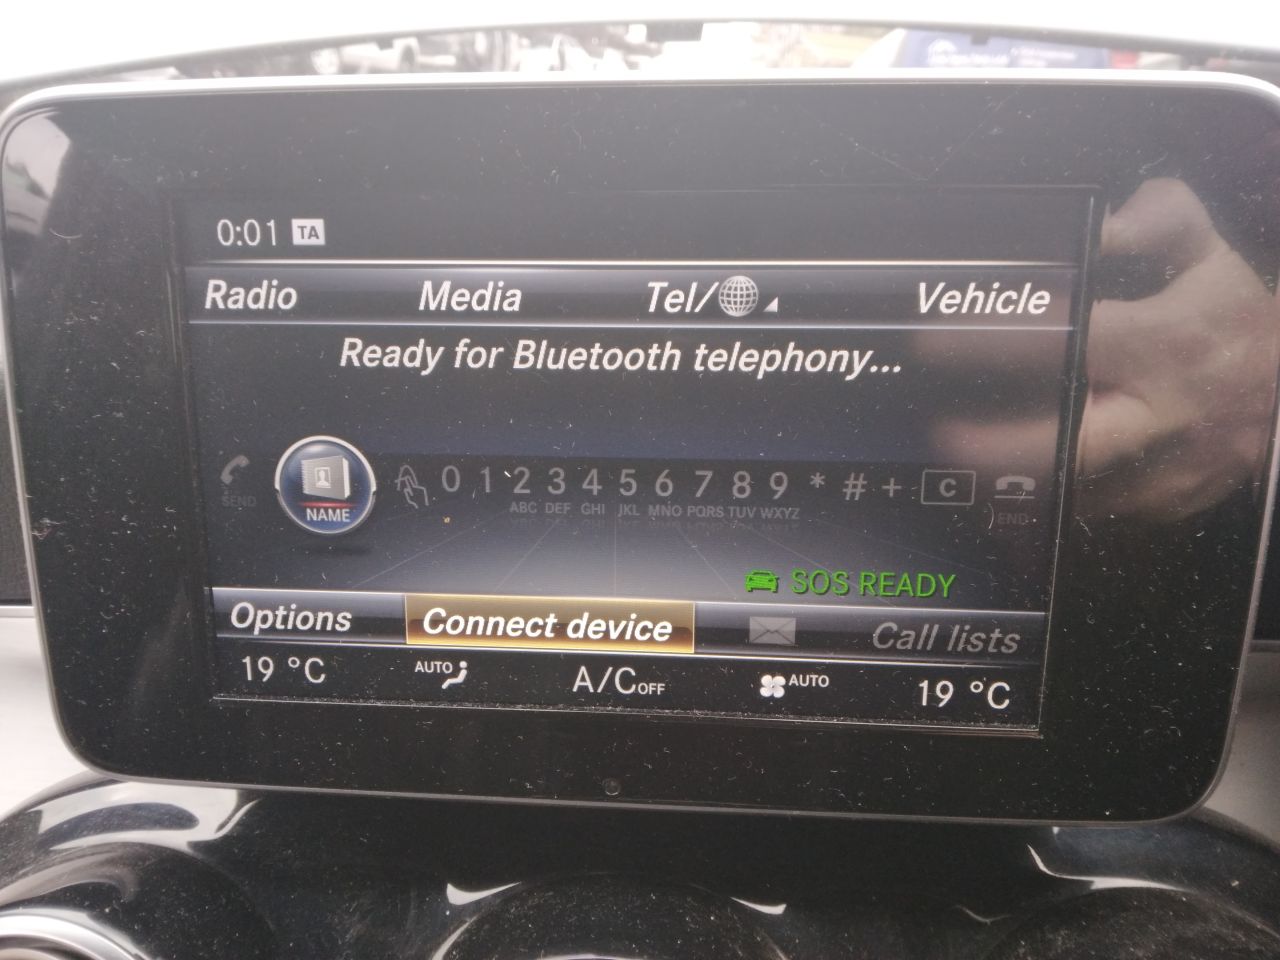 0:01 TA
Radio Media Tel/ Vehicle
Ready for Bluetooth telephony...
SEND NAME 0 1 2 3 4 5 6 7 8 9 * # + C END
ABC DEF GHI JKL MNO PQRS TUV WXYZ
SOS READY
Options Connect device Call lists
19 °C AUTO A/C OFF AUTO 19 °C